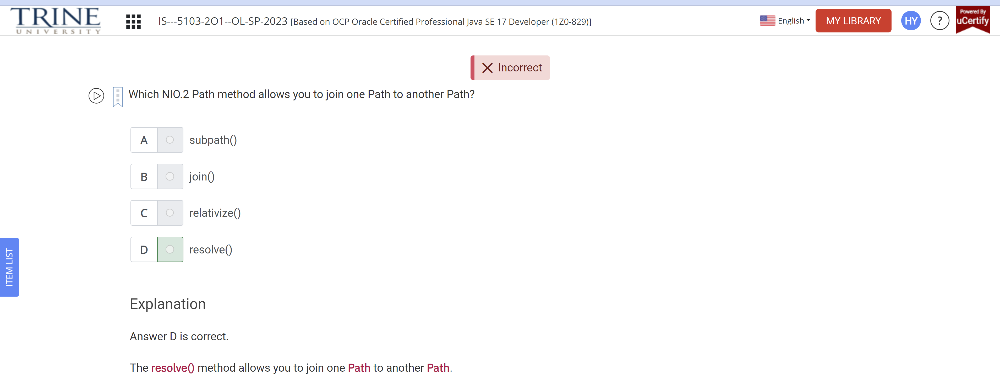 TRINE
UNIVERSITY
IS---5103-2O1--OL-SP-2023 [Based on OCP Oracle Certified Professional Java SE 17 Developer (1Z0-829)]
English
MY LIBRARY
HY
?
Powered By
uCertify
Incorrect
Which NIO.2 Path method allows you to join one Path to another Path?
A subpath()
B join()
C relativize()
D resolve()
ITEM LIST
Explanation
Answer D is correct.
The resolve() method allows you to join one Path to another Path.